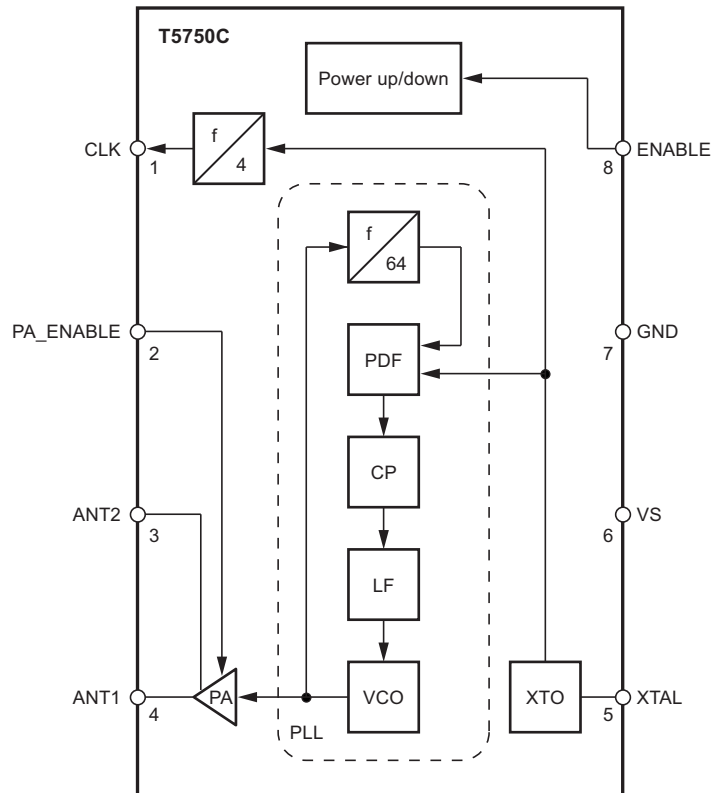 T5750C
Power up/down
CLK
1
f
4
ENABLE
8
f
64
PA_ENABLE
2
PDF
GND
7
CP
ANT2
3
VS
6
LF
ANT1
4
PA
VCO
XTO
XTAL
5
PLL